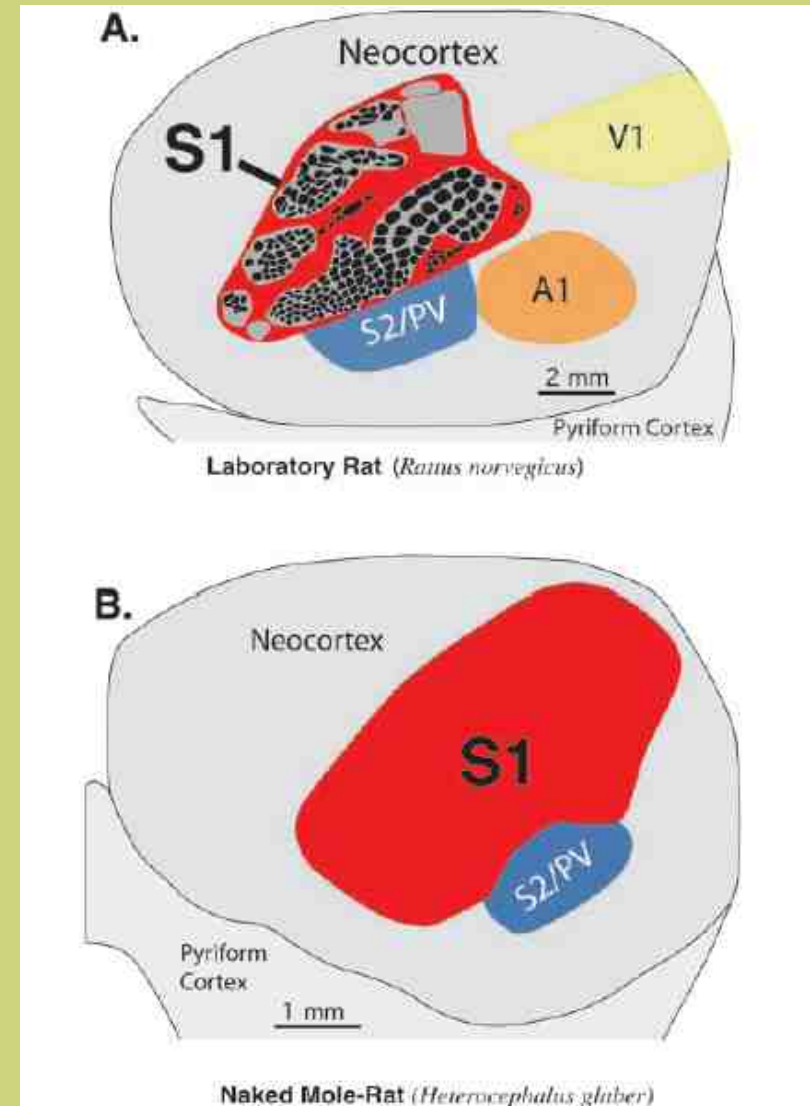 A.
Neocortex
S1
V1
A1
S2/PV
2 mm
Pyriform Cortex
Laboratory Rat (Rattus norvegicus)
B.
Neocortex
S1
S2/PV
Pyriform
Cortex
1 mm
Naked Mole-Rat (Heterocephalus glaber)